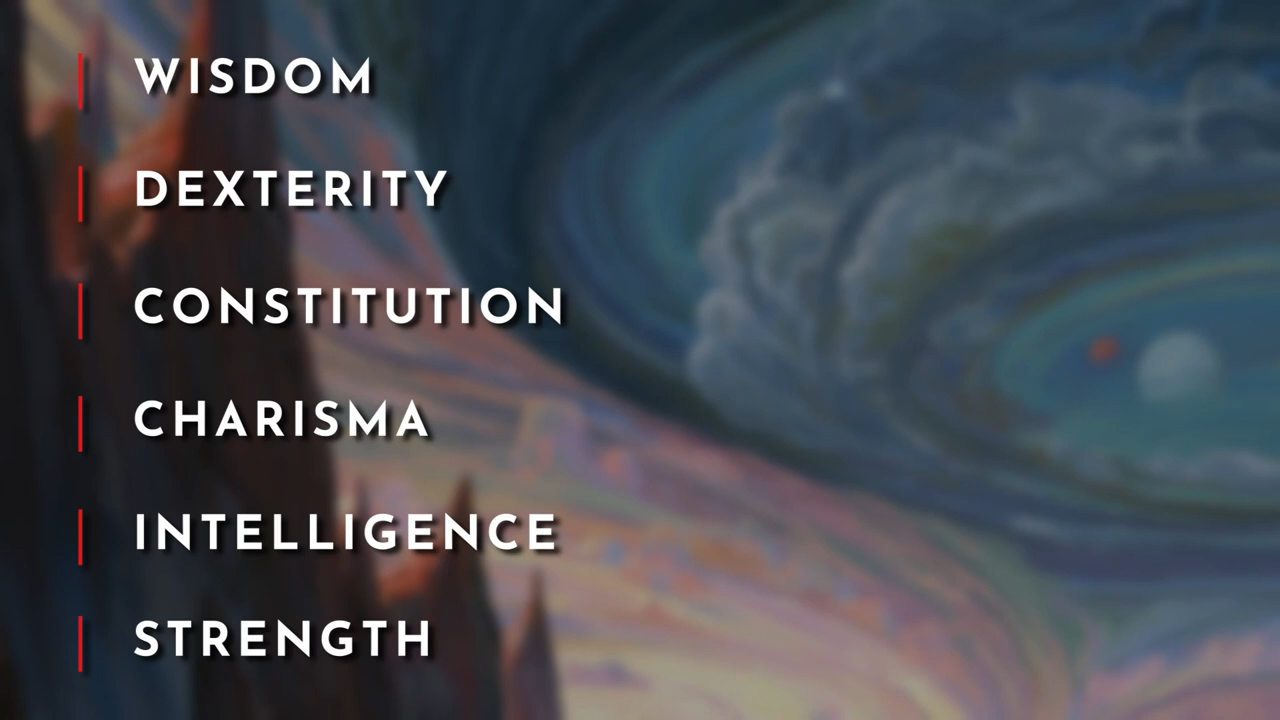 WISDOM
DEXTERITY
CONSTITUTION
CHARISMA
INTELLIGENCE
STRENGTH